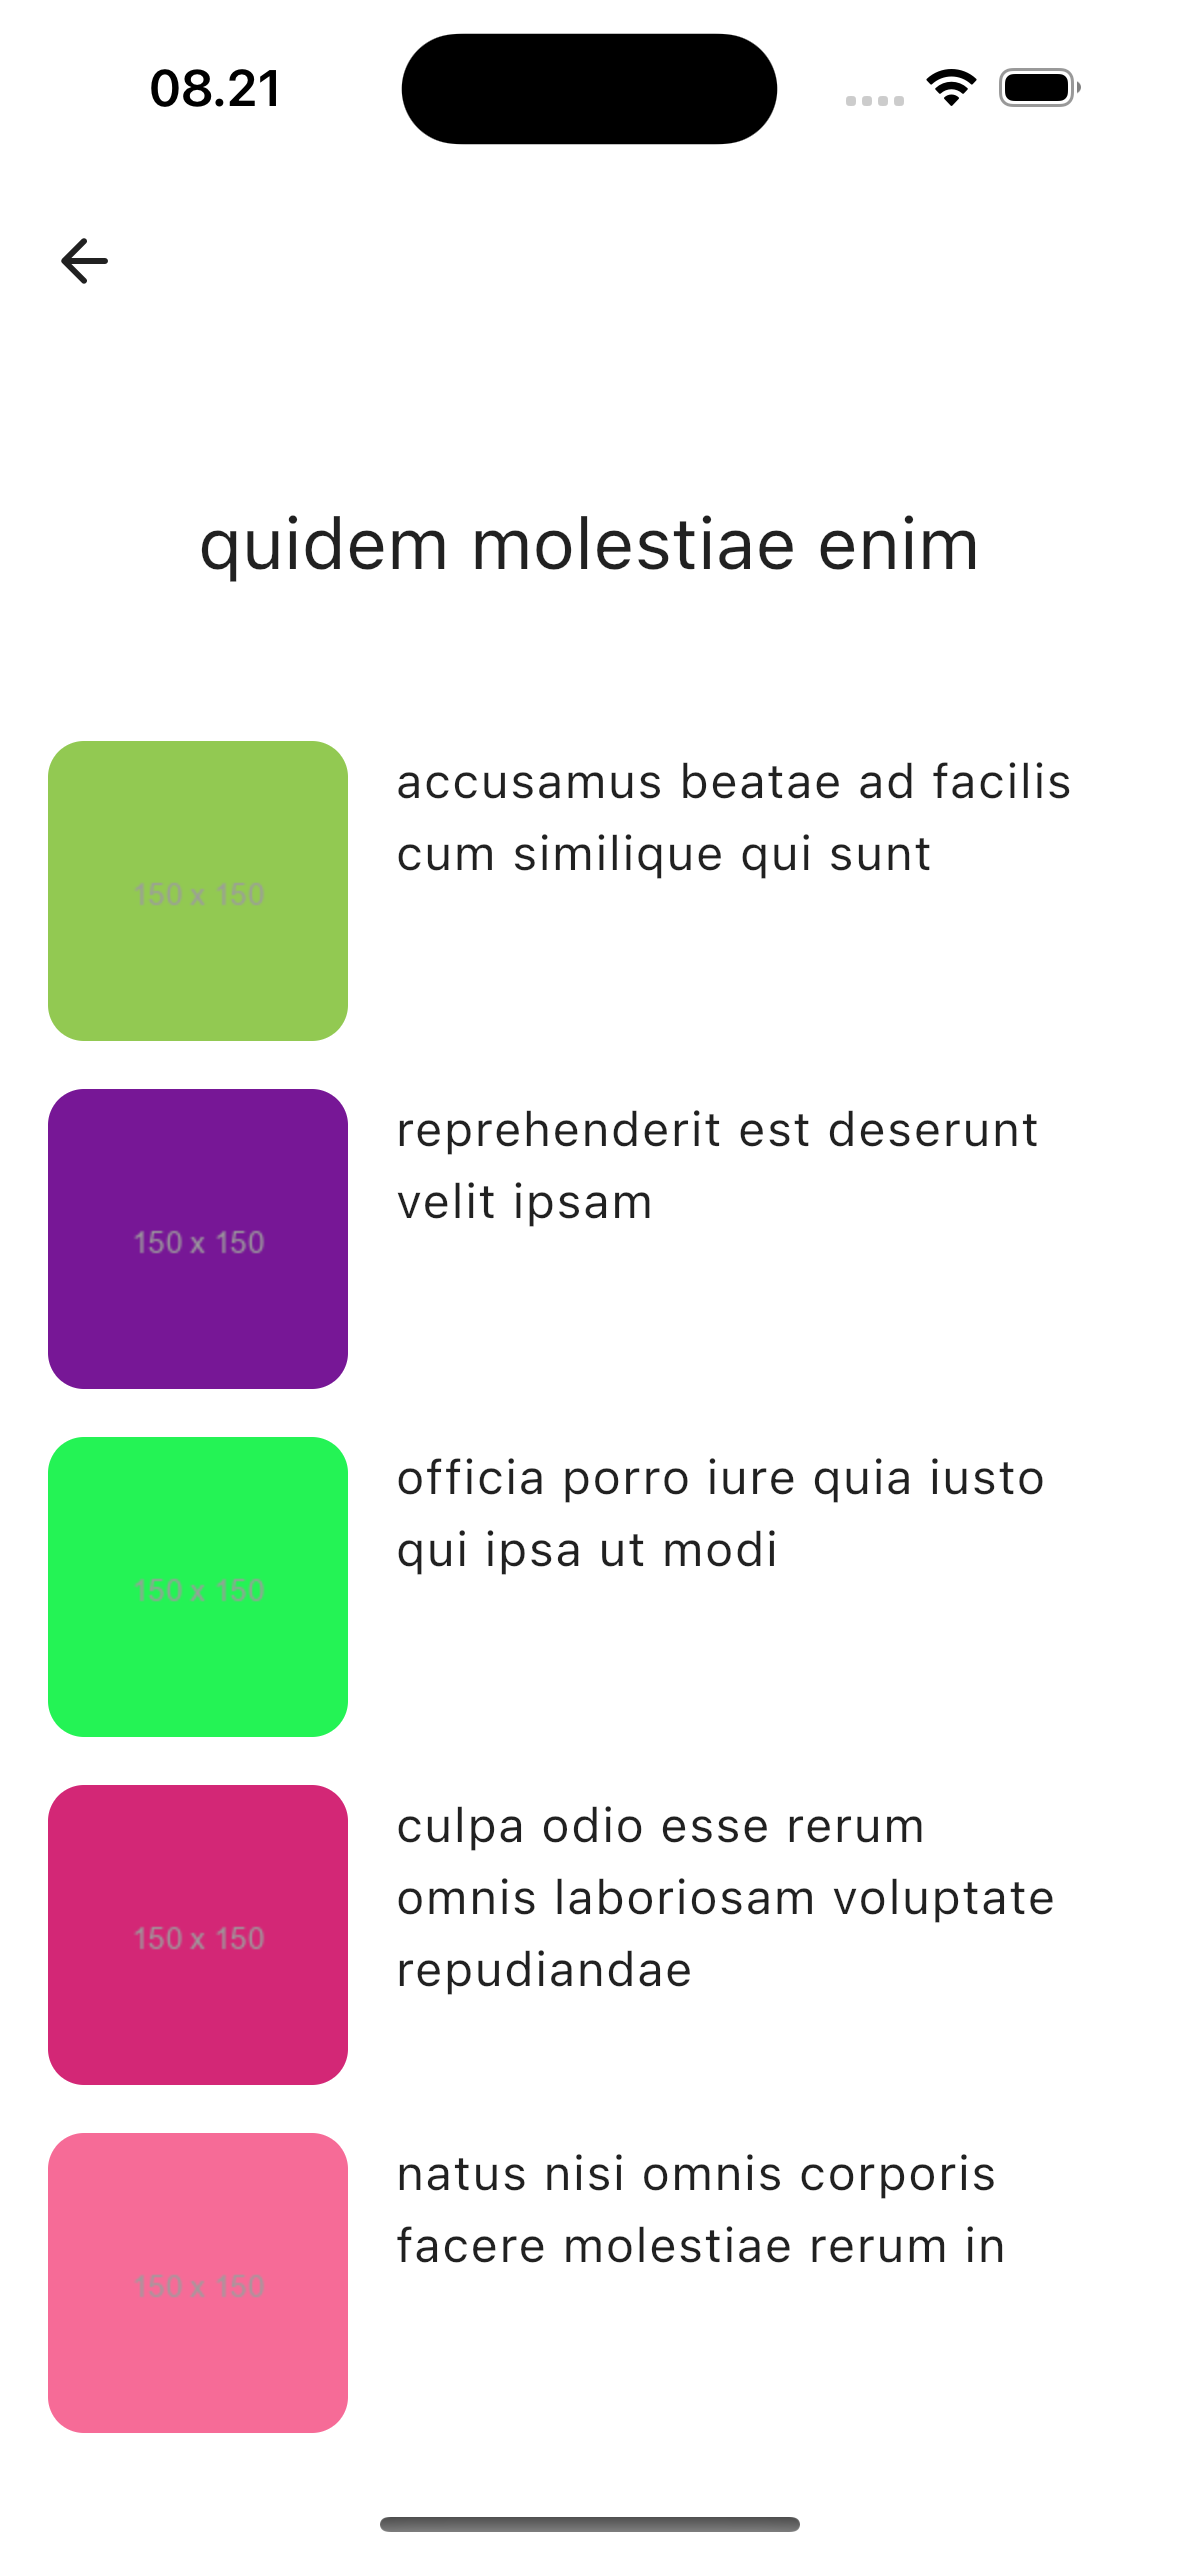 08.21
quidem molestiae enim
150 x 150
accusamus beatae ad facilis
cum similique qui sunt
150 x 150
reprehenderit est deserunt
velit ipsam
150 x 150
officia porro iure quia iusto
qui ipsa ut modi
150 x 150
culpa odio esse rerum
omnis laboriosam voluptate
repudiandae
150 x 150
natus nisi omnis corporis
facere molestiae rerum in